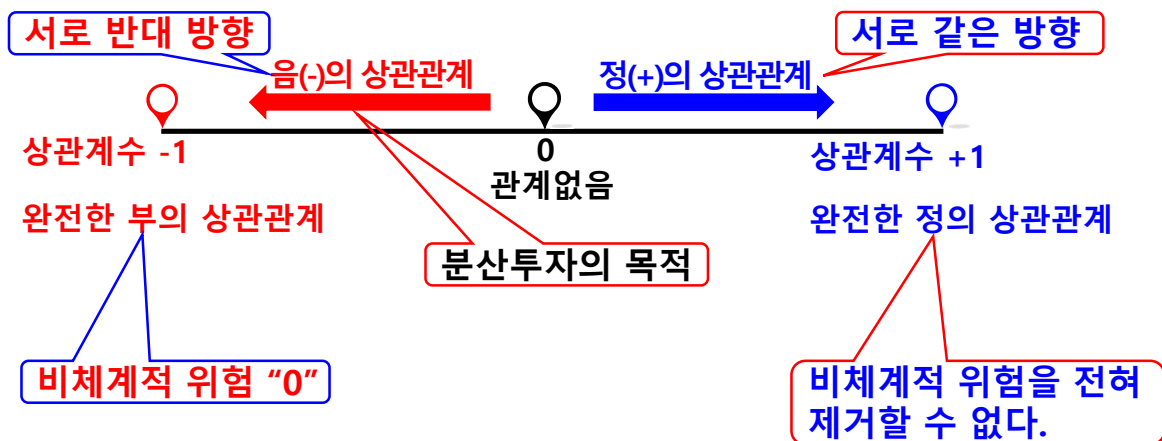 서로 반대 방향
서로 같은 방향
음(-)의 상관관계
정(+)의 상관관계
상관계수 -1
0
상관계수 +1
관계없음
완전한 부의 상관관계
완전한 정의 상관관계
분산투자의 목적
비체계적 위험 “0”
비체계적 위험을 전혀
제거할 수 없다.